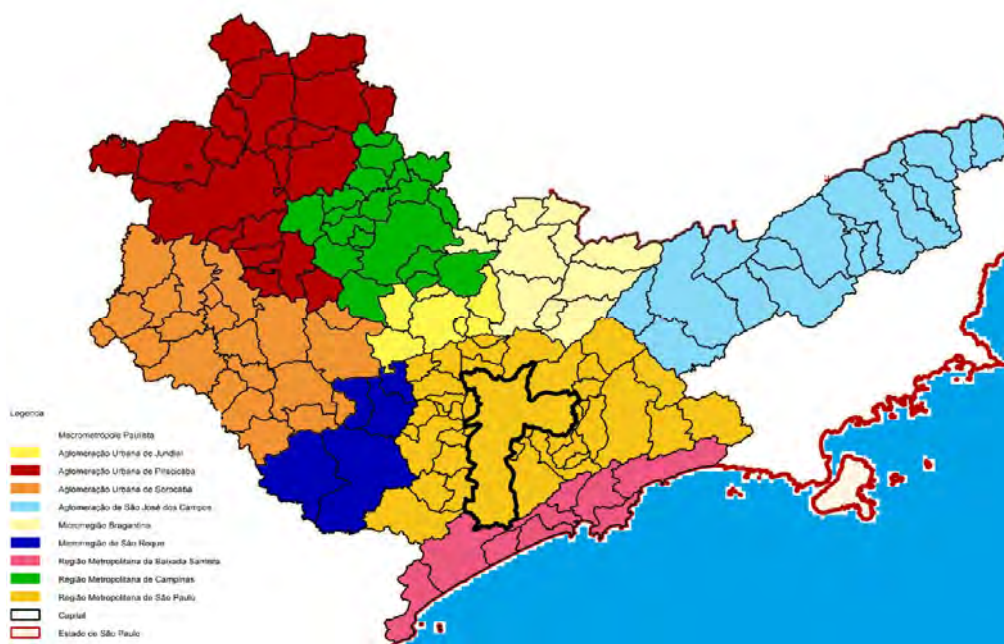 Legenda
Macrometrópole Paulista
Aglomeração Urbana de Jundiaí
Aglomeração Urbana de Piracicaba
Aglomeração Urbana de Sorocaba
Aglomeração de São José dos Campos
Microrregião Bragantina
Microrregião de São Roque
Região Metropolitana da Baixada Santista
Região Metropolitana de Campinas
Região Metropolitana de São Paulo
Capital
Estado de São Paulo